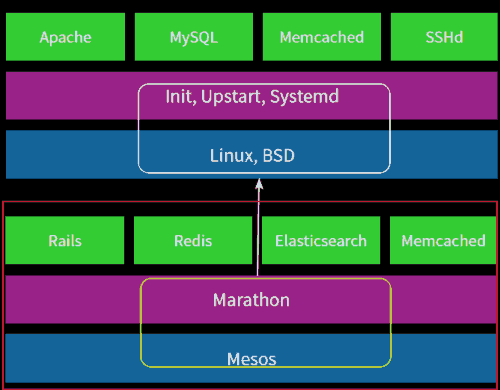 Apache MySQL Memcached SSHd
Init, Upstart, Systemd
Linux, BSD
Rails Redis Elasticsearch Memcached
Marathon
Mesos